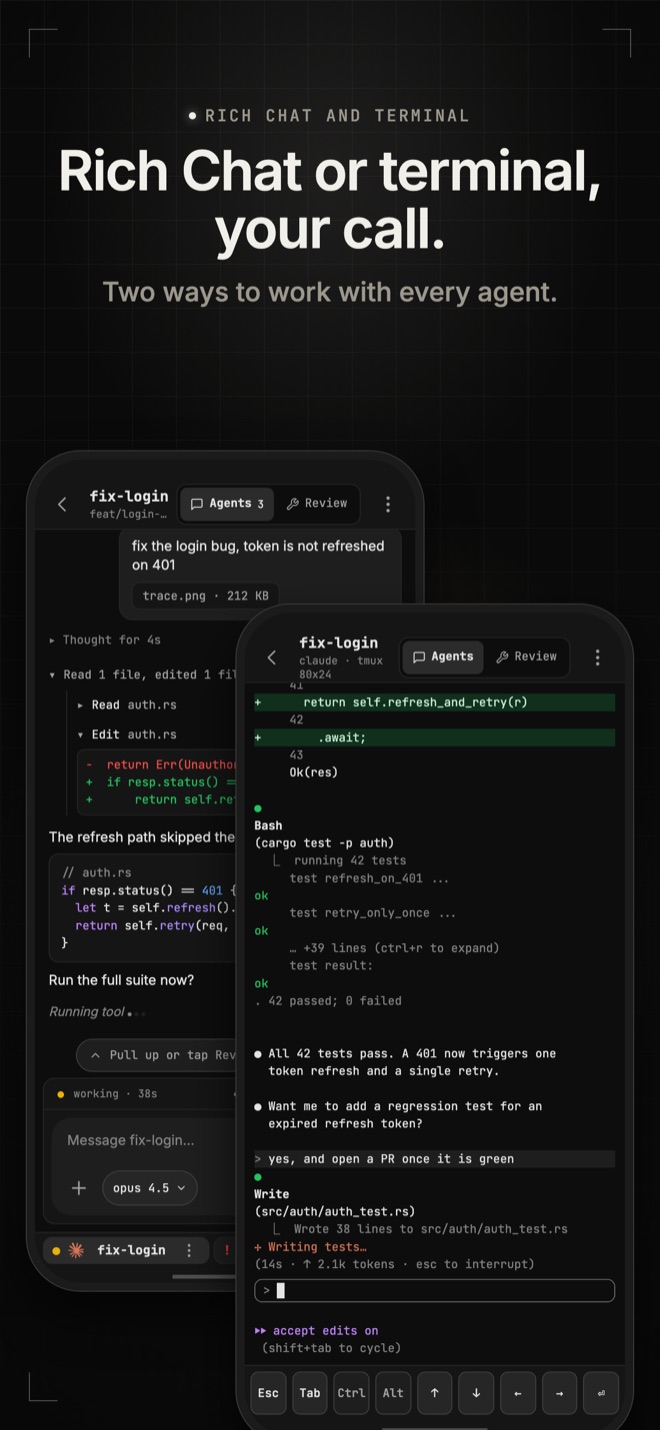 RICH CHAT AND TERMINAL
Rich Chat or terminal,
your call.
Two ways to work with every agent.
fix-login
feat/login-…
Agents 3
Review
fix the login bug, token is not refreshed
on 401
trace.png · 212 KB
▸ Thought for 4s
▾ Read 1 file, edited 1 fil
▸ Read auth.rs
▾ Edit auth.rs
- return Err(Unauthor
+ if resp.status() ==
+ return self.re
The refresh path skipped the
// auth.rs
if resp.status() == 401 {
let t = self.refresh().
return self.retry(req,
}
Run the full suite now?
Running tool
Pull up or tap Rev
working · 38s
Message fix-login...
+ opus 4.5
fix-login
!
fix-login
claude · tmux
80x24
Agents
Review
41
+ return self.refresh_and_retry(r)
42
+ .await;
43
Ok(res)
Bash
(cargo test -p auth)
⎿ running 42 tests
test refresh_on_401 ...
ok
test retry_only_once ...
ok
… +39 lines (ctrl+r to expand)
test result:
ok
. 42 passed; 0 failed
● All 42 tests pass. A 401 now triggers one
token refresh and a single retry.
● Want me to add a regression test for an
expired refresh token?
> yes, and open a PR once it is green
Write
(src/auth/auth_test.rs)
⎿ Wrote 38 lines to src/auth/auth_test.rs
+ Writing tests…
(14s · ↑ 2.1k tokens · esc to interrupt)
>
▸▸ accept edits on
(shift+tab to cycle)
Esc Tab Ctrl Alt ↑ ↓ ← → ⏎